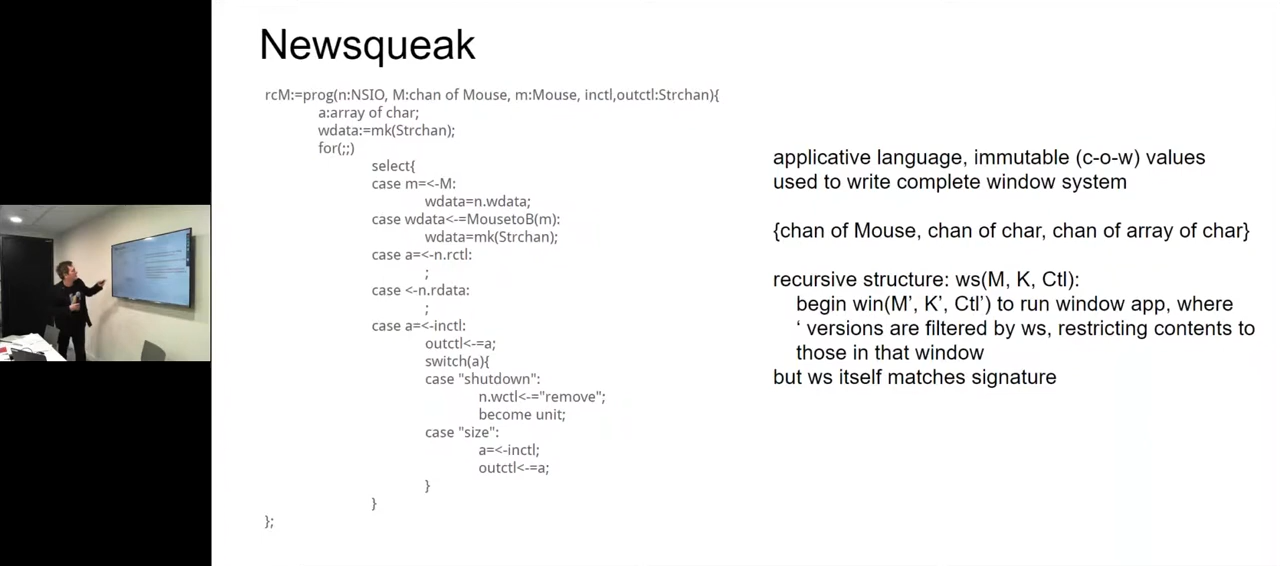 Newsqueak
rcM:=prog(n:NSIO, M:chan of Mouse, m:Mouse, inctl,outctl:Strchan){
a:array of char;
wdata:=mk(Strchan);
for(;;)
select{
case m=<-M:
wdata=n.wdata;
case wdata<-=MousetoB(m):
wdata=mk(Strchan);
case a=<-n.rctl:
;
case <-n.rdata:
;
case a=<-inctl:
outctl<-=a;
switch(a){
case "shutdown":
n.wctl<-="remove";
become unit;
case "size":
a=<-inctl;
outctl<-=a;
}
}
};
applicative language, immutable (c-o-w) values
used to write complete window system
{chan of Mouse, chan of char, chan of array of char}
recursive structure: ws(M, K, Ctl):
begin win(M’, K’, Ctl’) to run window app, where
‘ versions are filtered by ws, restricting contents to
those in that window
but ws itself matches signature